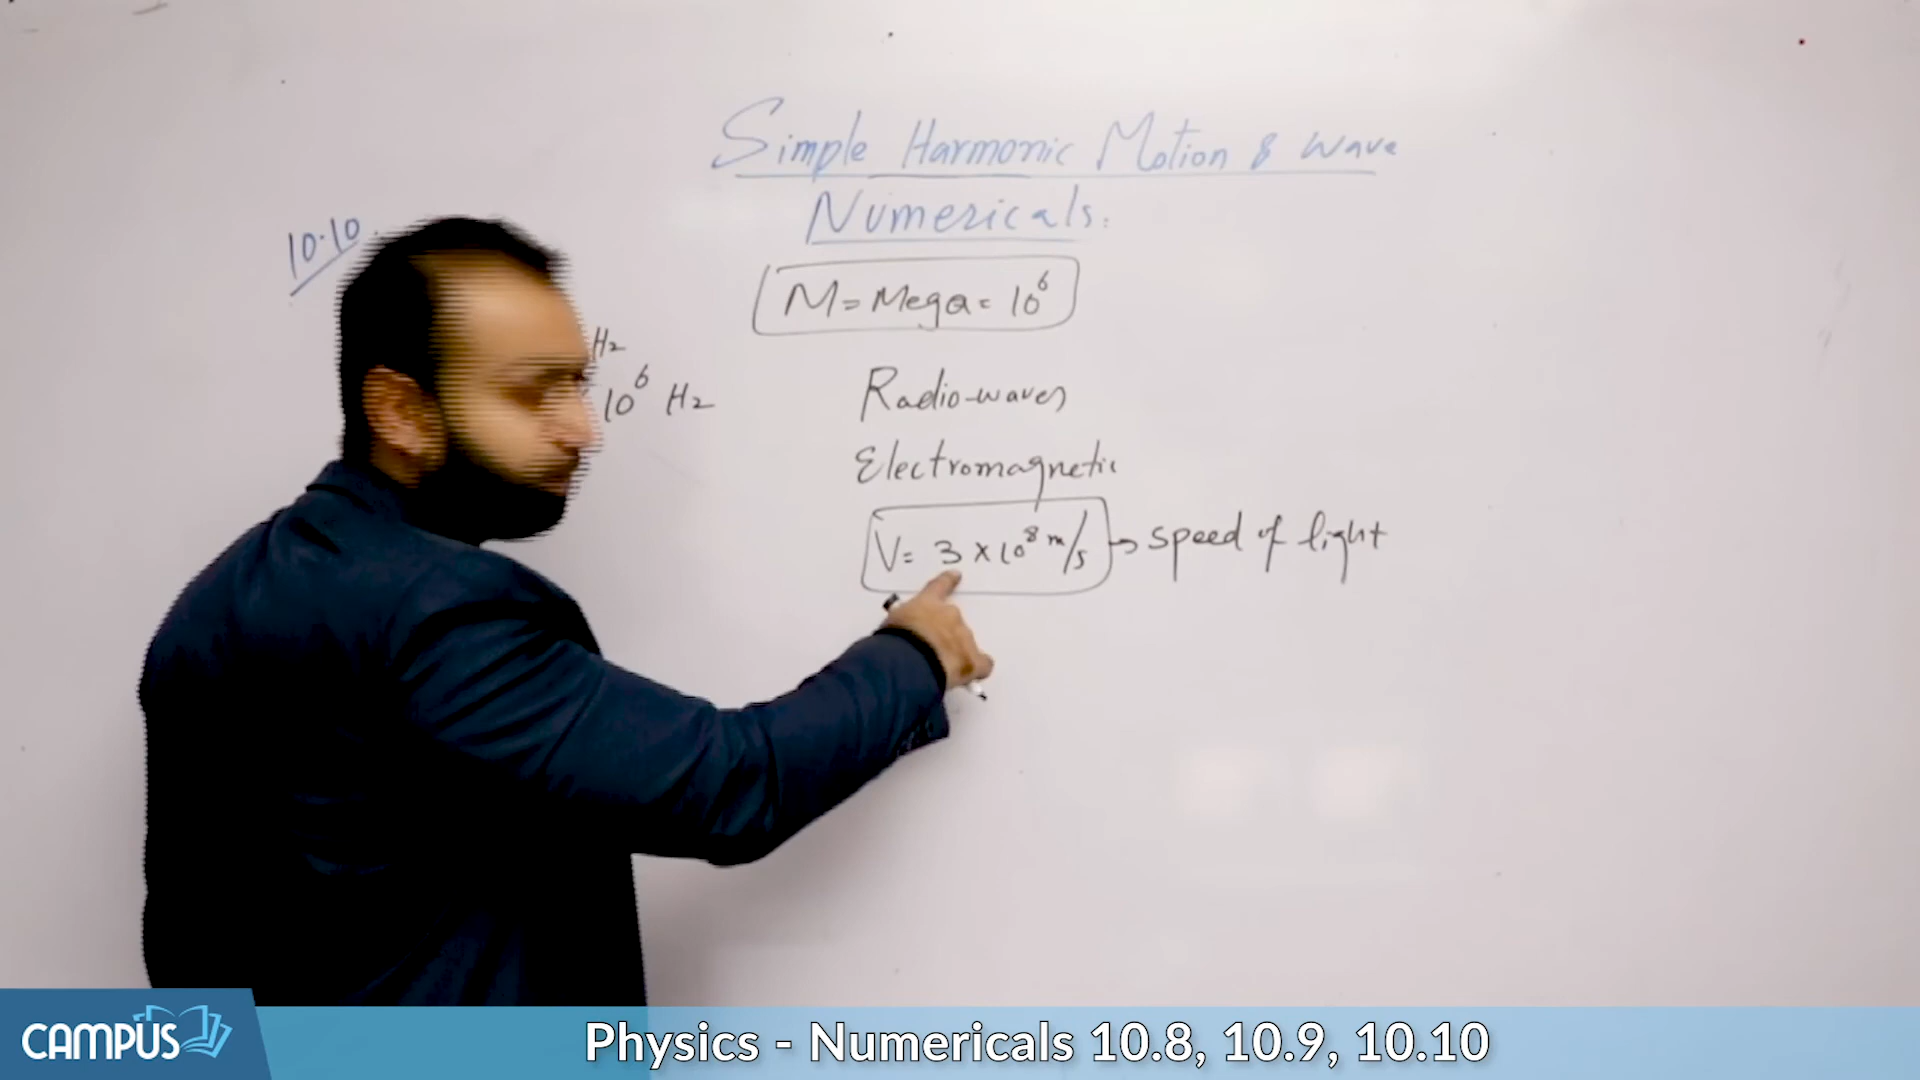 Simple Harmonic Motion & Wave
Numericals:
10.10
M = Mega = 10⁶
Hz
10⁶ Hz
Radio-waves
Electromagnetic
V = 3 × 10⁸ m/s → speed of light
CAMPUS
Physics - Numericals 10.8, 10.9, 10.10